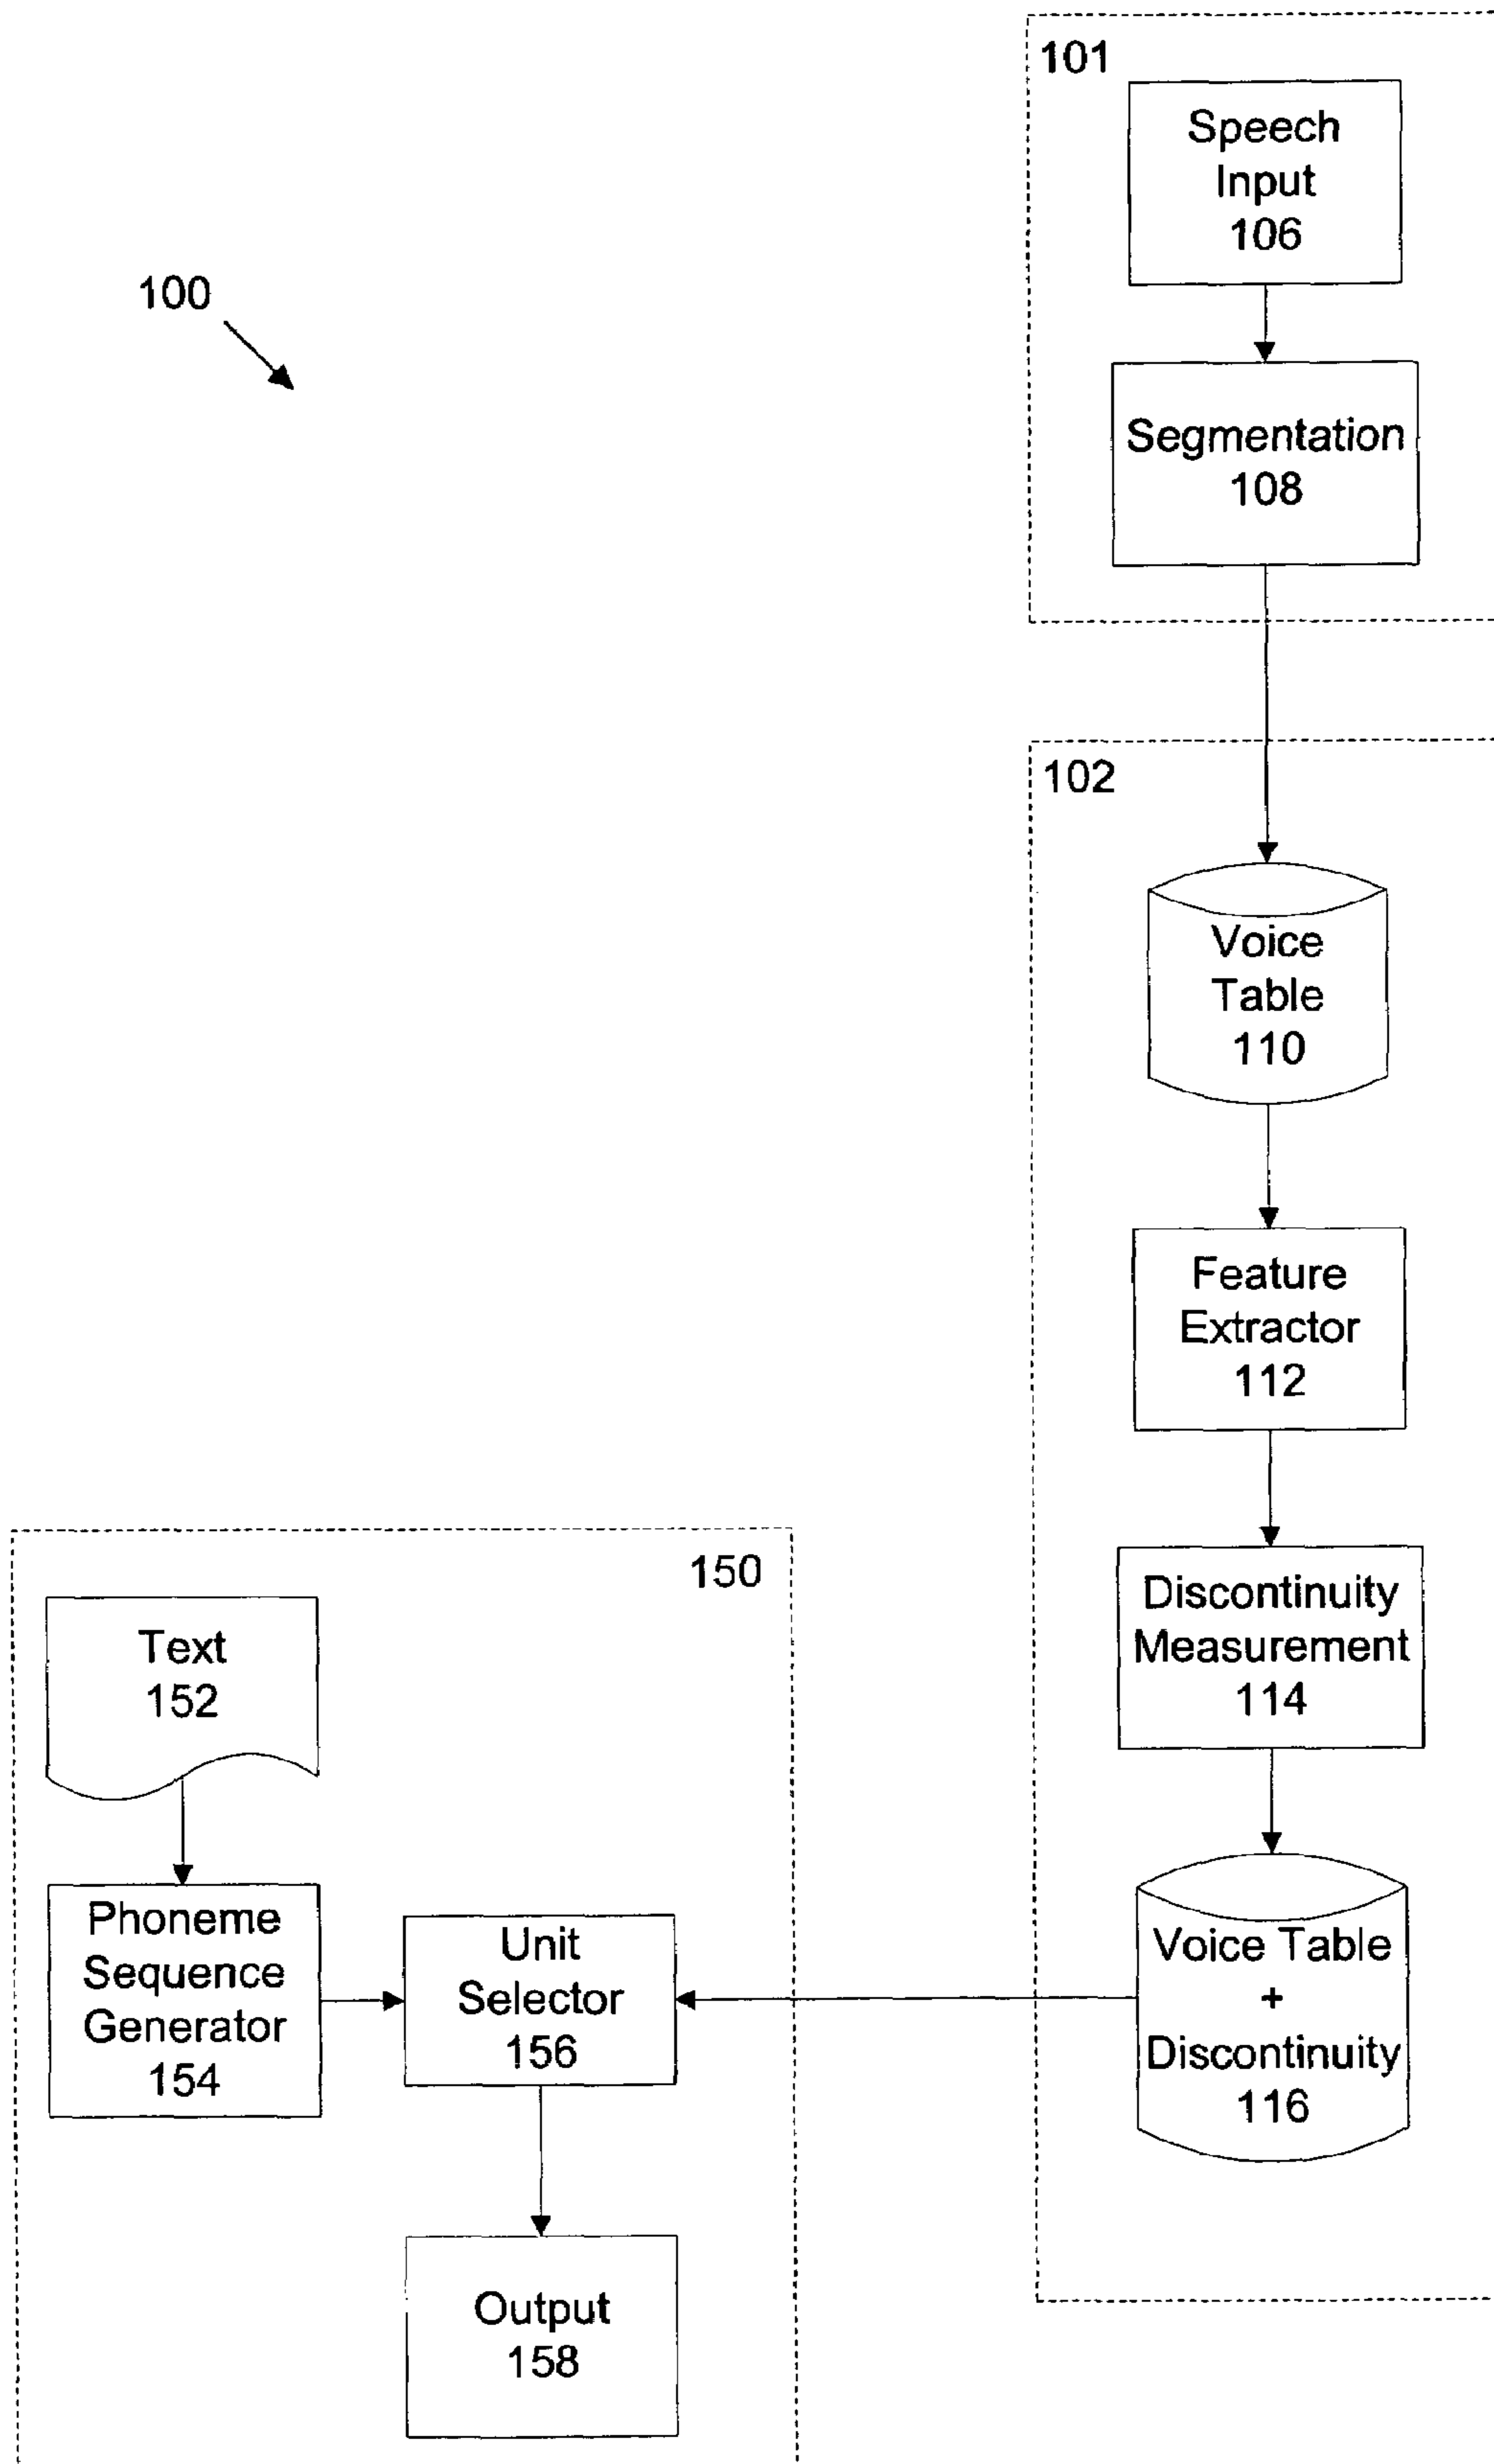 100
101
Speech
Input
106
Segmentation
108
102
Voice
Table
110
Feature
Extractor
112
Discontinuity
Measurement
114
Voice Table
+
Discontinuity
116
150
Text
152
Phoneme
Sequence
Generator
154
Unit
Selector
156
Output
158